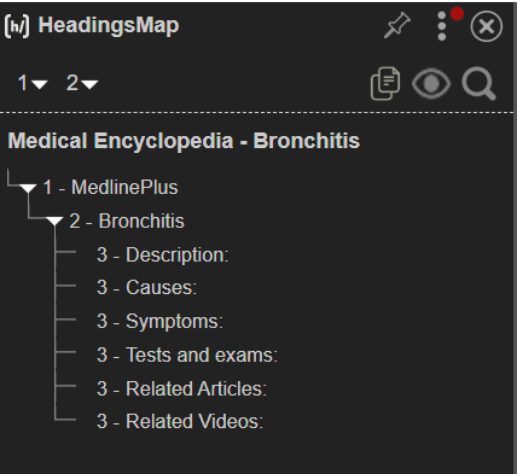 [h/] HeadingsMap
1 2
Medical Encyclopedia - Bronchitis
1 - MedlinePlus
2 - Bronchitis
3 - Description:
3 - Causes:
3 - Symptoms:
3 - Tests and exams:
3 - Related Articles:
3 - Related Videos: